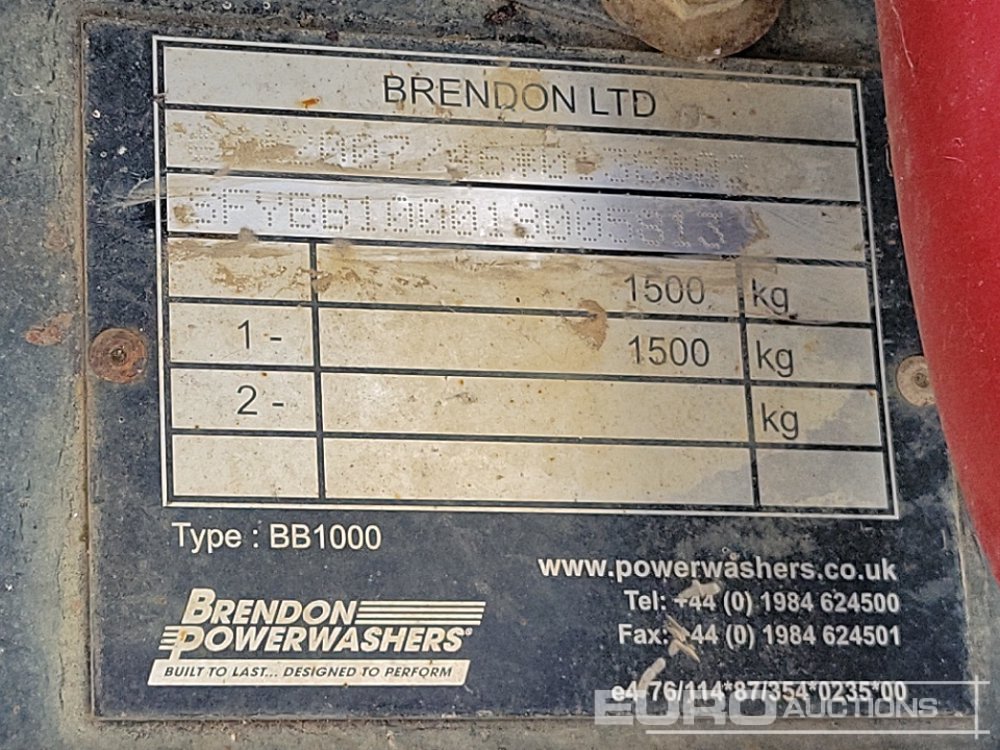 BRENDON LTD
1500 kg
1 - 1500 kg
2 - kg
Type : BB1000
www.powerwashers.co.uk
Tel: +44 (0) 1984 624500
Fax: +44 (0) 1984 624501
BRENDON
POWERWASHERS®
BUILT TO LAST... DESIGNED TO PERFORM
e4*76/114*87/354*0235*00
EURO AUCTIONS